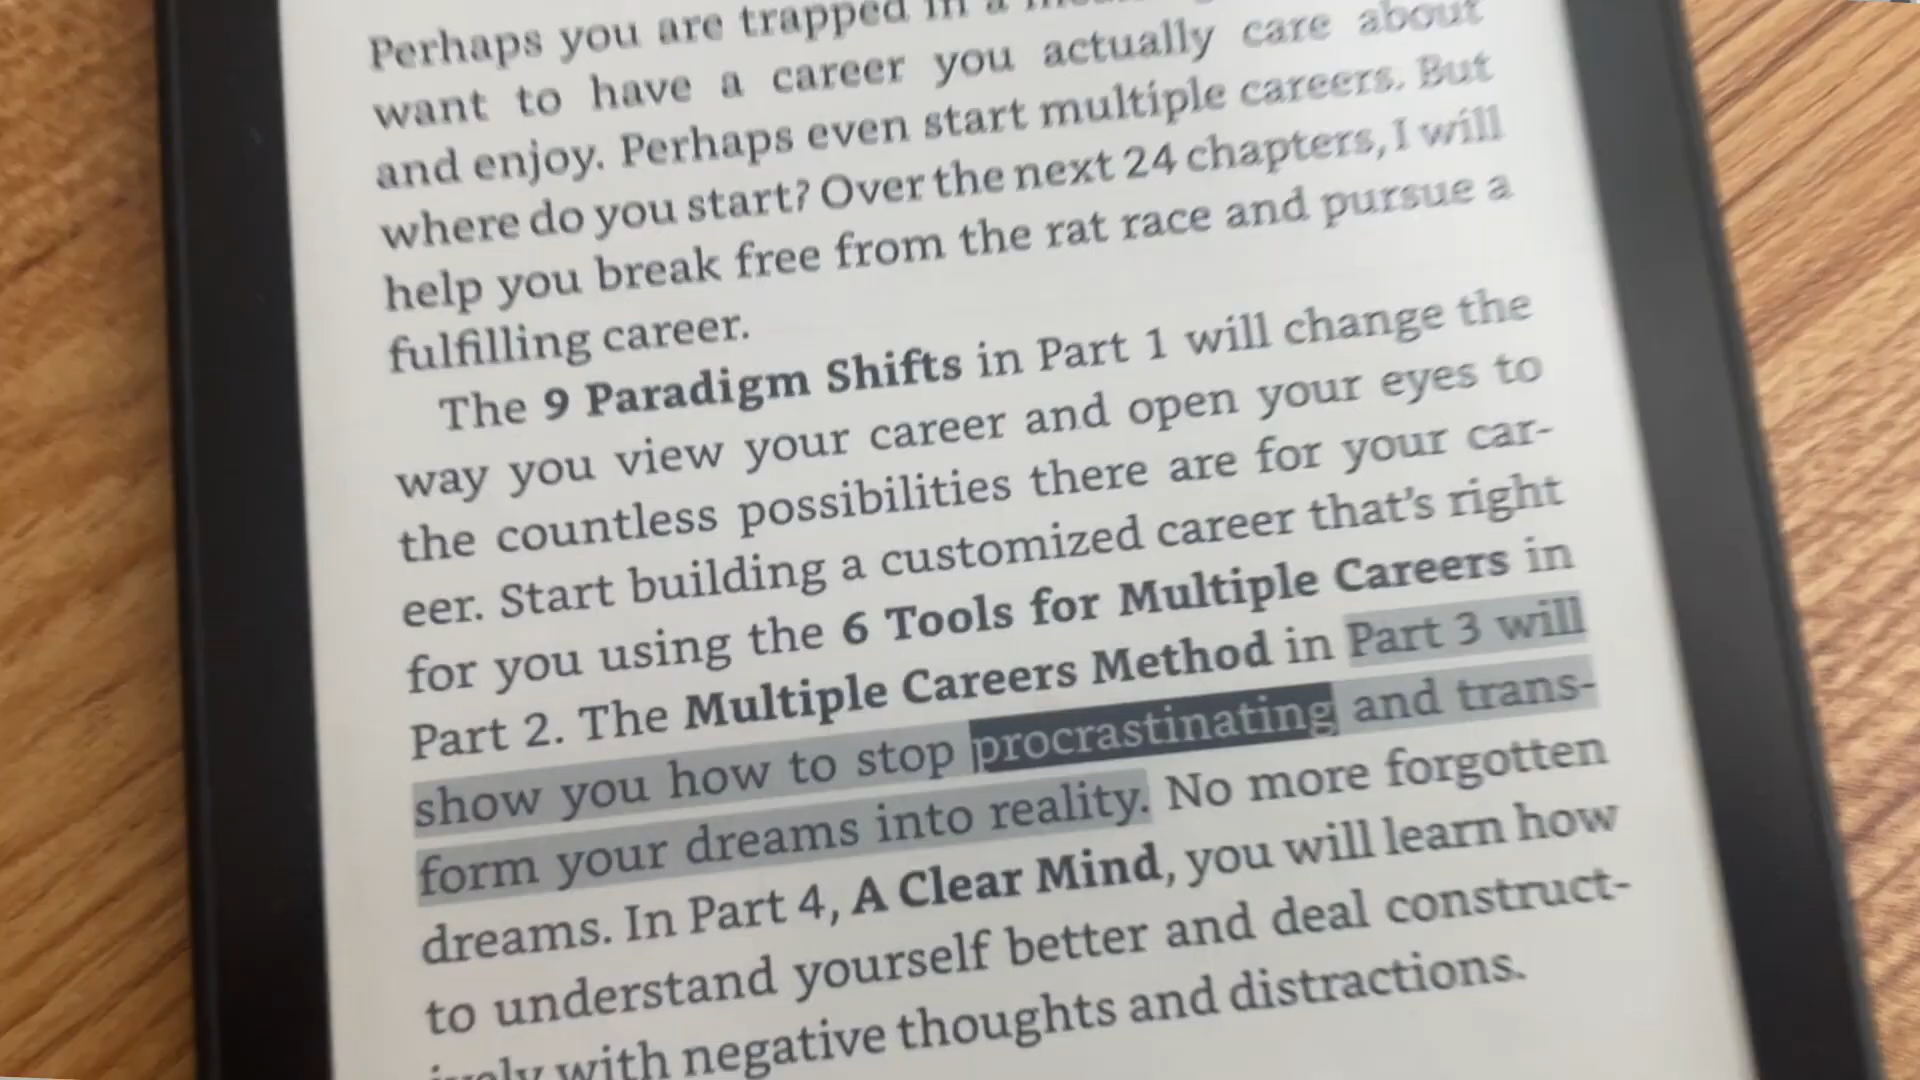 Perhaps you are trapped in a
want to have a career you actually care about
and enjoy. Perhaps even start multiple careers. But
where do you start? Over the next 24 chapters, I will
help you break free from the rat race and pursue a
fulfilling career.
The 9 Paradigm Shifts in Part 1 will change the
way you view your career and open your eyes to
the countless possibilities there are for your car-
eer. Start building a customized career that's right
for you using the 6 Tools for Multiple Careers in
Part 2. The Multiple Careers Method in Part 3 will
show you how to stop procrastinating and trans-
form your dreams into reality. No more forgotten
dreams. In Part 4, A Clear Mind, you will learn how
to understand yourself better and deal construct-
ively with negative thoughts and distractions.